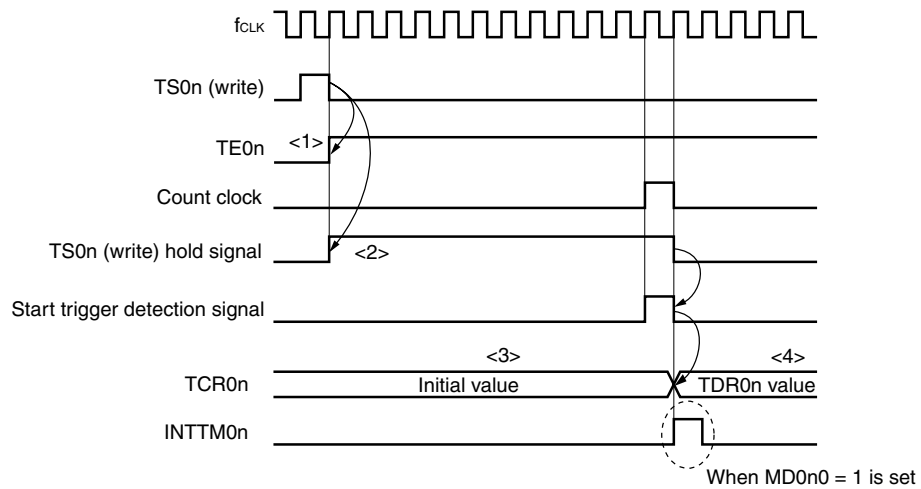 fCLK
TS0n (write)
<1>
TE0n
Count clock
TS0n (write) hold signal
<2>
Start trigger detection signal
<3>
<4>
TCR0n
Initial value
TDR0n value
INTTM0n
When MD0n0 = 1 is set